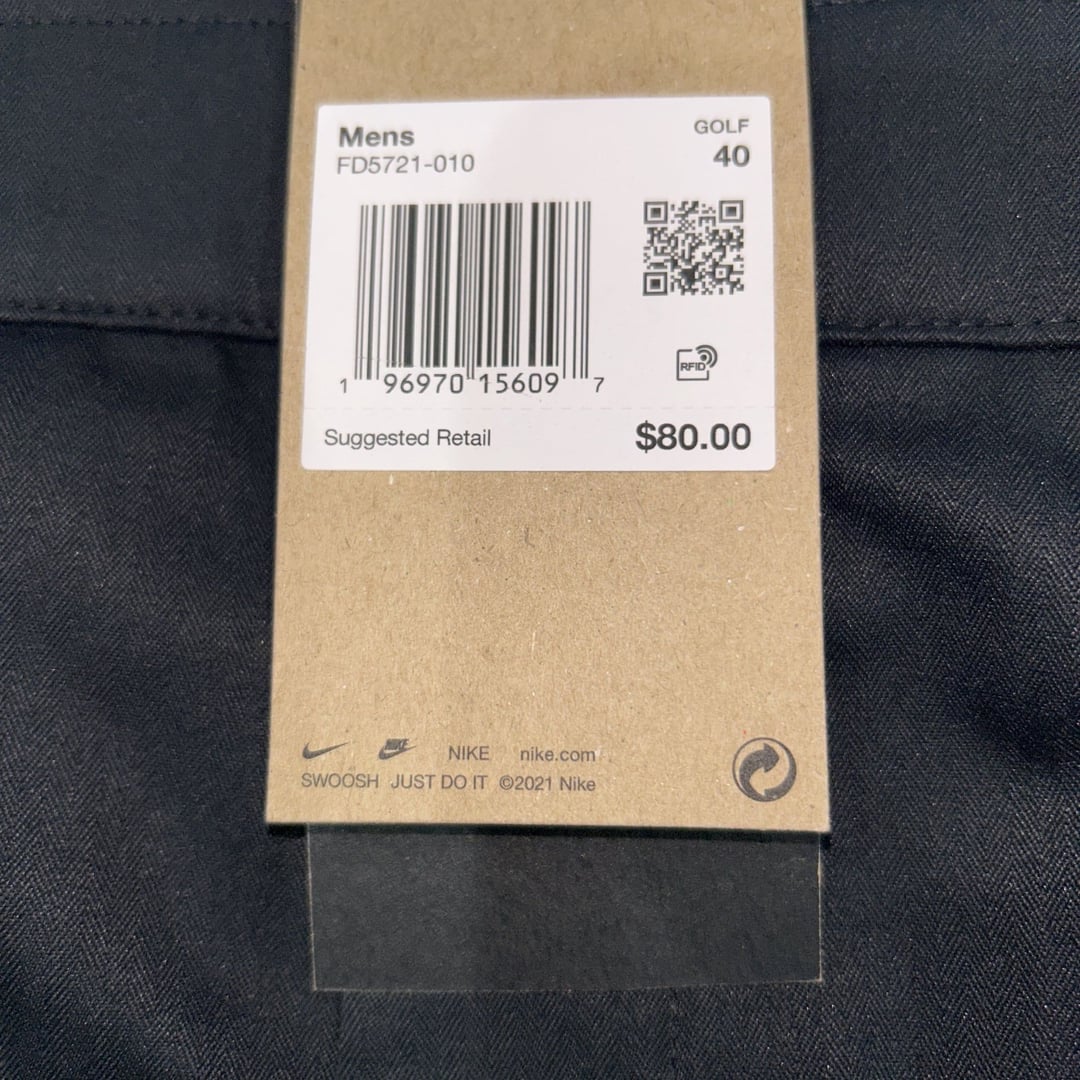 Mens
FD5721-010
GOLF
40
1 96970 15609 7
RFID
Suggested Retail $80.00
NIKE nike.com
SWOOSH JUST DO IT ©2021 Nike